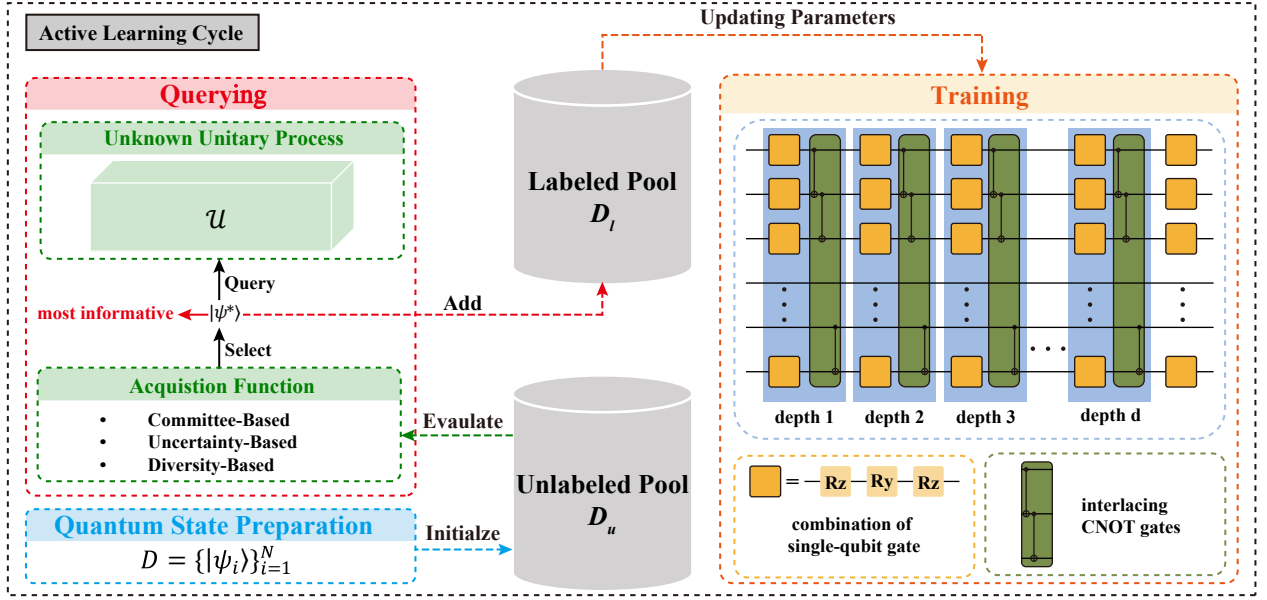 Active Learning Cycle
Updating Parameters
Querying
Unknown Unitary Process
𝒰
Query
most informative
|ψ*⟩
Add
Select
Acquistion Function
• Committee-Based
• Uncertainty-Based
• Diversity-Based
Quantum State Preparation
D = {|ψ_i⟩}_{i=1}^N
Evaulate
Initialze
Labeled Pool
D_l
Unlabeled Pool
D_u
Training
depth 1
depth 2
depth 3
depth d
= Rz Ry Rz
combination of
single-qubit gate
interlacing
CNOT gates